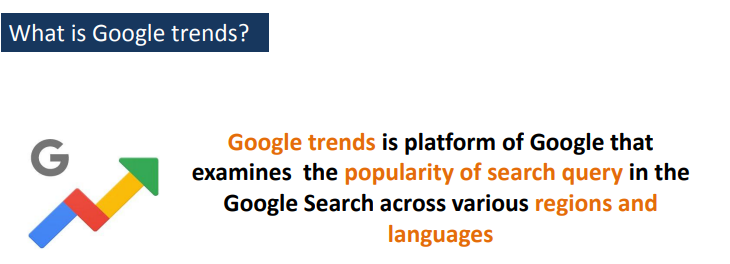 What is Google trends?
G
Google trends is platform of Google that
examines the popularity of search query in the
Google Search across various regions and
languages